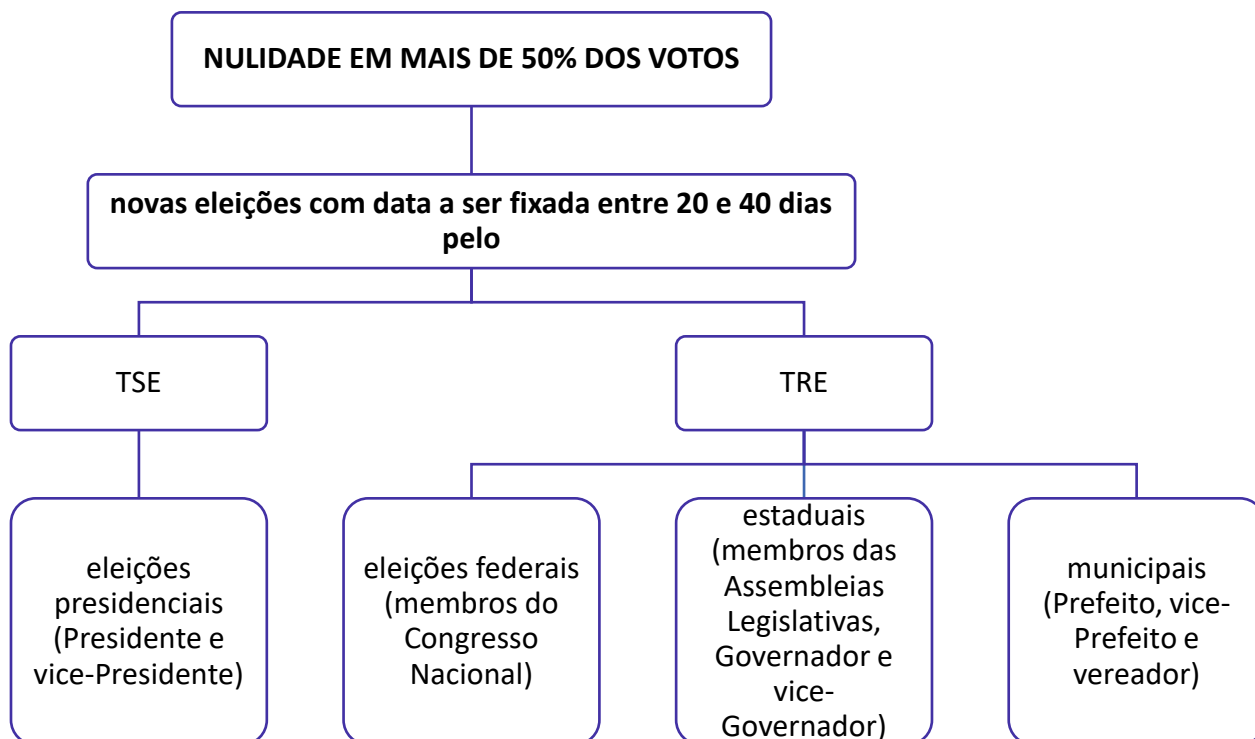 NULIDADE EM MAIS DE 50% DOS VOTOS
novas eleições com data a ser fixada entre 20 e 40 dias
pelo
TSE
TRE
eleições
presidenciais
(Presidente e
vice-Presidente)
eleições federais
(membros do
Congresso
Nacional)
estaduais
(membros das
Assembleias
Legislativas,
Governador e
vice-
Governador)
municipais
(Prefeito, vice-
Prefeito e
vereador)